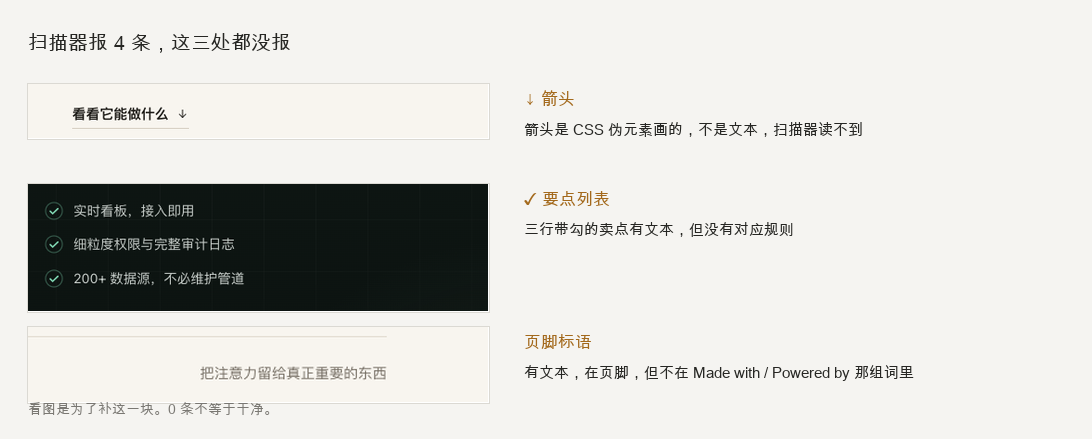 扫描器报 4 条，这三处都没报
看看它能做什么 ↓
↓ 箭头
箭头是 CSS 伪元素画的，不是文本，扫描器读不到
实时看板，接入即用
细粒度权限与完整审计日志
200+ 数据源，不必维护管道
✓ 要点列表
三行带勾的卖点有文本，但没有对应规则
把注意力留给真正重要的东西
页脚标语
有文本，在页脚，但不在 Made with / Powered by 那组词里
看图是为了补这一块。0 条不等于干净。